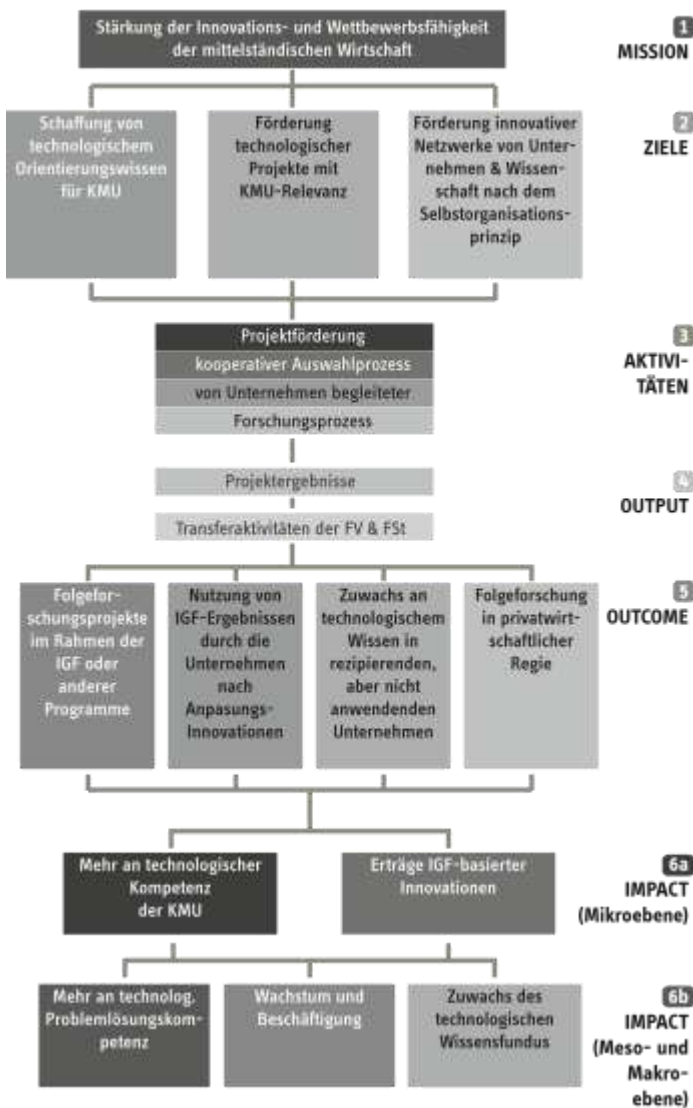 Stärkung der Innovations- und Wettbewerbsfähigkeit
der mittelständischen Wirtschaft
1
MISSION
Schaffung von
technologischem
Orientierungswissen
für KMU
Förderung
technologischer
Projekte mit
KMU-Relevanz
Förderung innovativer
Netzwerke von Unter-
nehmen & Wissen-
schaft nach dem
Selbstorganisations-
prinzip
2
ZIELE
Projektförderung
kooperativer Auswahlprozess
von Unternehmen begleiteter
Forschungsprozess
3
AKTIVI-
TÄTEN
Projektergebnisse
Transferaktivitäten der FV & FSt
4
OUTPUT
Folgefor-
schungsprojekte
im Rahmen der
IGF oder
anderer
Programme
Nutzung von
IGF-Ergebnissen
durch die
Unternehmen
nach
Anpasungs-
Innovationen
Zuwachs an
technologischem
Wissen in
rezipierenden,
aber nicht
anwendenden
Unternehmen
Folgeforschung
in privatwirt-
schaftlicher
Regie
5
OUTCOME
Mehr an technologischer
Kompetenz
der KMU
Erträge IGF-basierter
Innovationen
6a
IMPACT
(Mikroebene)
Mehr an technolog.
Problemlösungskom-
petenz
Wachstum und
Beschäftigung
Zuwachs des
technologischen
Wissensfundus
6b
IMPACT
(Meso- und
Makro-
ebene)